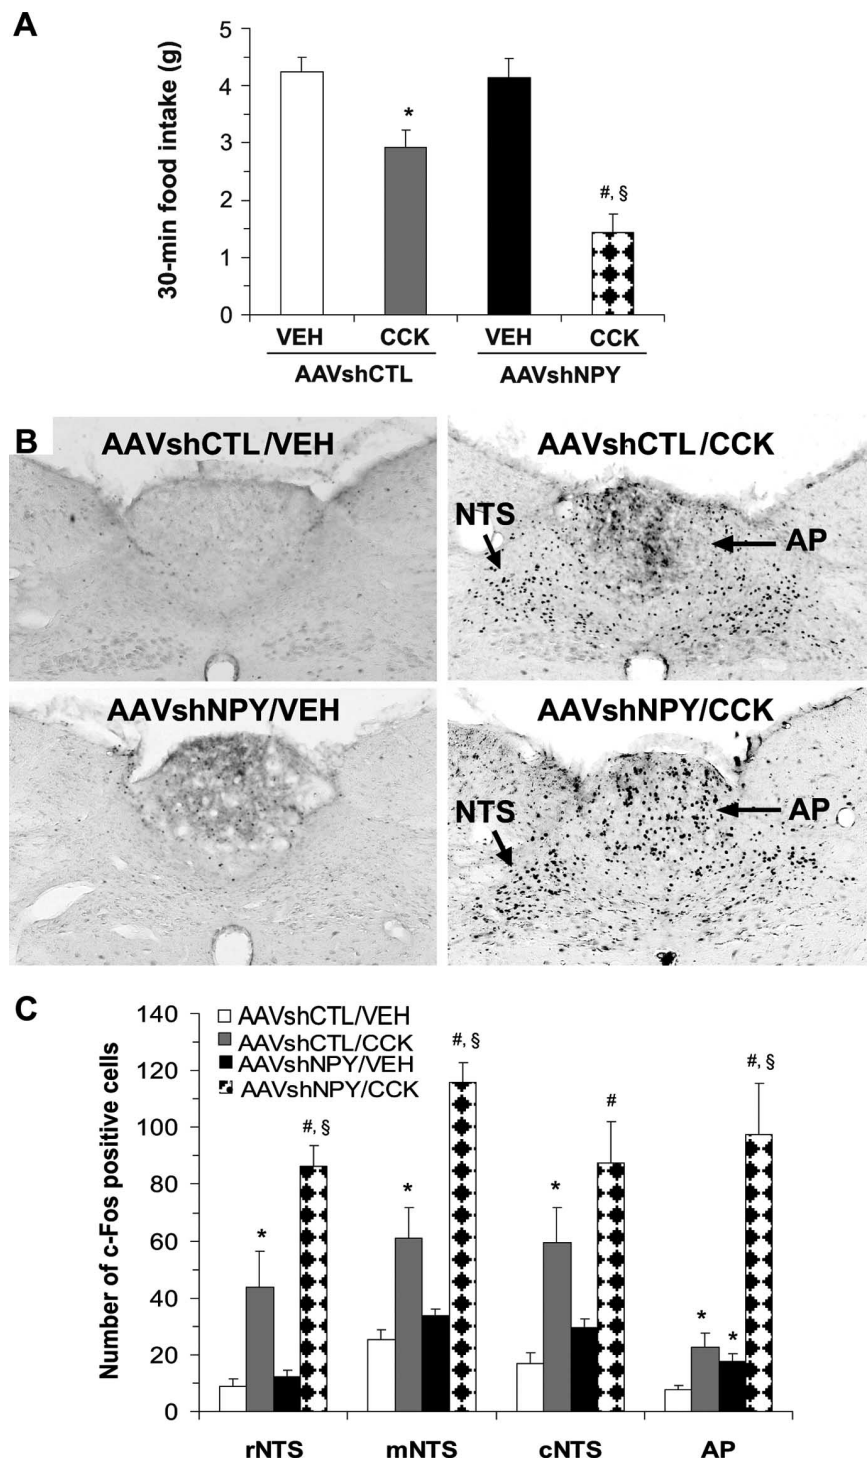 A
30-min food intake (g)
5
4
3
2
1
0
*
#, §
VEH CCK VEH CCK
AAVshCTL AAVshNPY
B
AAVshCTL/VEH
AAVshCTL/CCK
NTS
AP
AAVshNPY/VEH
AAVshNPY/CCK
NTS
AP
C
Number of c-Fos positive cells
140
120
100
80
60
40
20
0
AAVshCTL/VEH
AAVshCTL/CCK
AAVshNPY/VEH
AAVshNPY/CCK
* #, §
* #, §
* #
* * #, §
rNTS mNTS cNTS AP